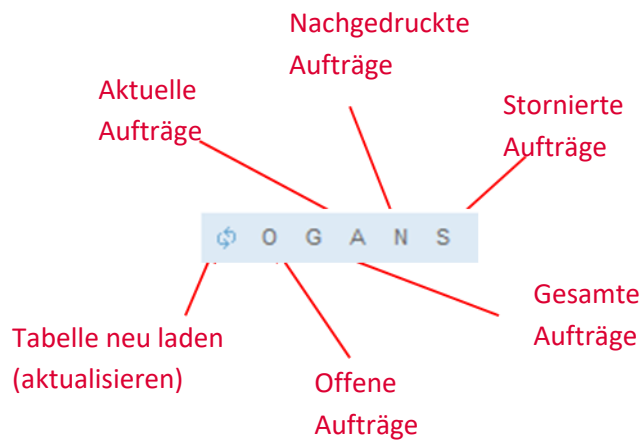 Nachgedruckte
Aufträge
Aktuelle
Aufträge
Stornierte
Aufträge
O G A N S
Gesamte
Aufträge
Tabelle neu laden
(aktualisieren)
Offene
Aufträge